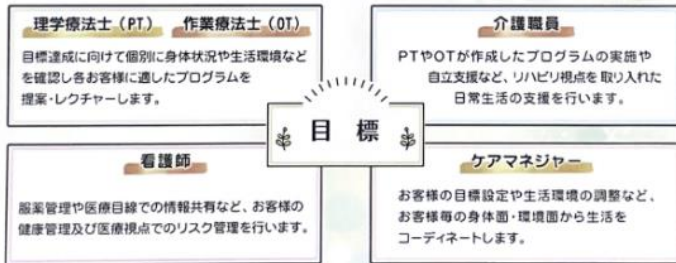 理学療法士（PT） 作業療法士（OT）
目標達成に向けて個別に身体状況や生活環境など
を確認し各お客様に適したプログラムを
提案・レクチャーします。
介護職員
PTやOTが作成したプログラムの実施や
自立支援など、リハビリ視点を取り入れた
日常生活の支援を行います。
目標
看護師
服薬管理や医療目線での情報共有など、お客様の
健康管理及び医療視点でのリスク管理を行います。
ケアマネジャー
お客様の目標設定や生活環境の調整など、
お客様毎の身体面・環境面から生活を
コーディネートします。